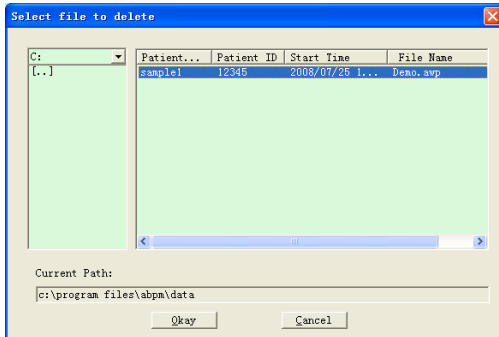 Select file to delete
C:
[..]
Patient... Patient ID Start Time File Name
sample1 12345 2008/07/25 1... Demo.awp
Current Path:
c:\program files\abpm\data
Okay Cancel